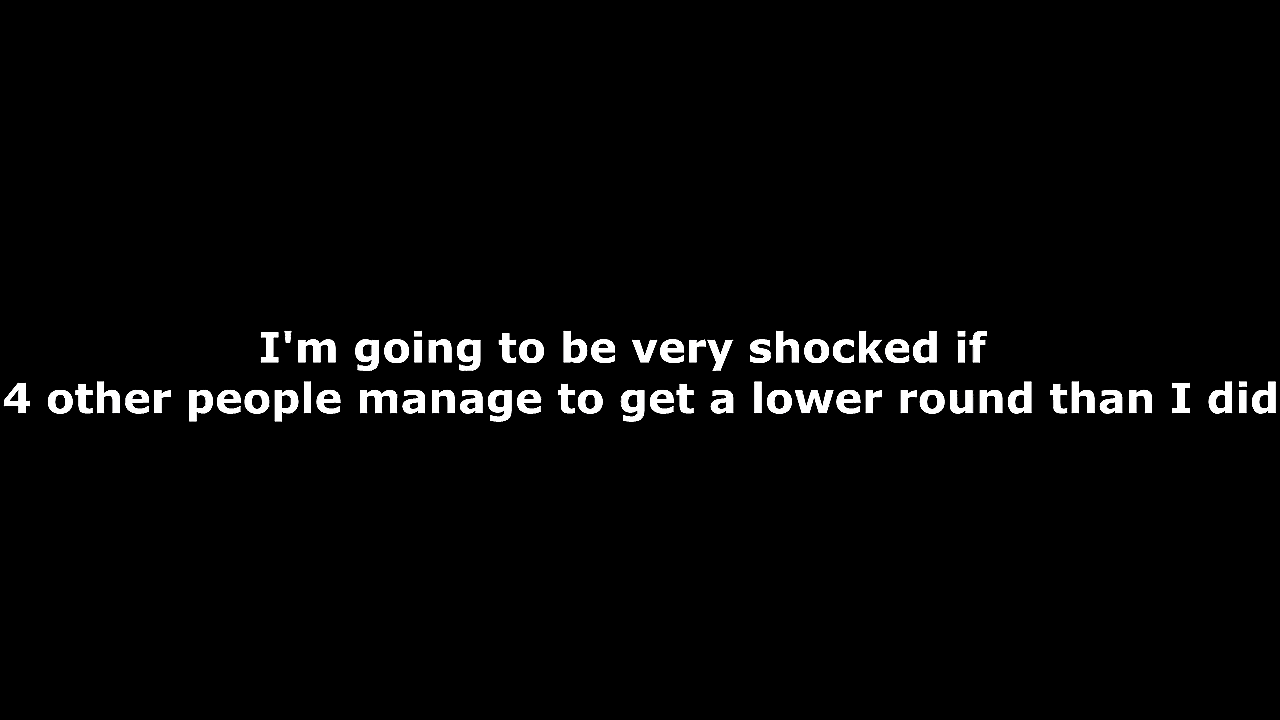 I'm going to be very shocked if
4 other people manage to get a lower round than I did